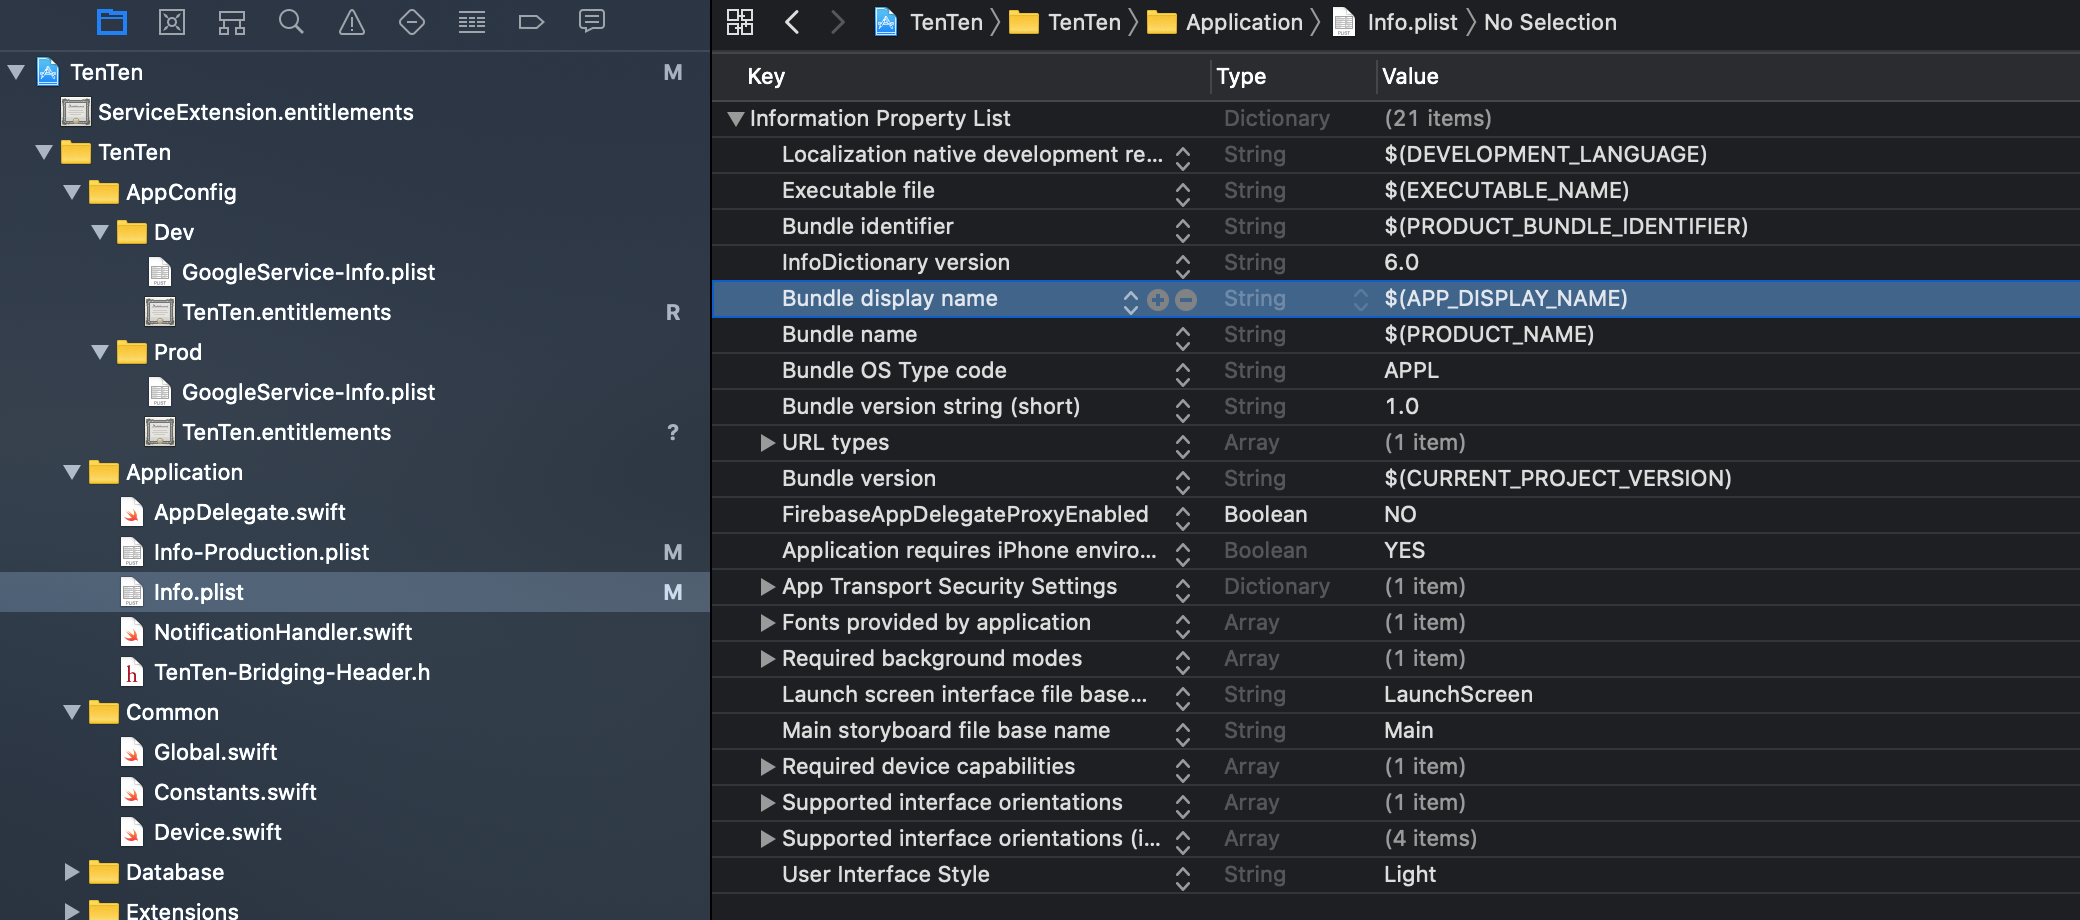 TenTen M
ServiceExtension.entitlements
TenTen
AppConfig
Dev
GoogleService-Info.plist
TenTen.entitlements R
Prod
GoogleService-Info.plist
TenTen.entitlements ?
Application
AppDelegate.swift
Info-Production.plist M
Info.plist M
NotificationHandler.swift
TenTen-Bridging-Header.h
Common
Global.swift
Constants.swift
Device.swift
Database
Extensions
TenTen TenTen Application Info.plist No Selection
Key Type Value
Information Property List Dictionary (21 items)
Localization native development re... String $(DEVELOPMENT_LANGUAGE)
Executable file String $(EXECUTABLE_NAME)
Bundle identifier String $(PRODUCT_BUNDLE_IDENTIFIER)
InfoDictionary version String 6.0
Bundle display name String $(APP_DISPLAY_NAME)
Bundle name String $(PRODUCT_NAME)
Bundle OS Type code String APPL
Bundle version string (short) String 1.0
URL types Array (1 item)
Bundle version String $(CURRENT_PROJECT_VERSION)
FirebaseAppDelegateProxyEnabled Boolean NO
Application requires iPhone enviro... Boolean YES
App Transport Security Settings Dictionary (1 item)
Fonts provided by application Array (1 item)
Required background modes Array (1 item)
Launch screen interface file base... String LaunchScreen
Main storyboard file base name String Main
Required device capabilities Array (1 item)
Supported interface orientations Array (1 item)
Supported interface orientations (i... Array (4 items)
User Interface Style String Light